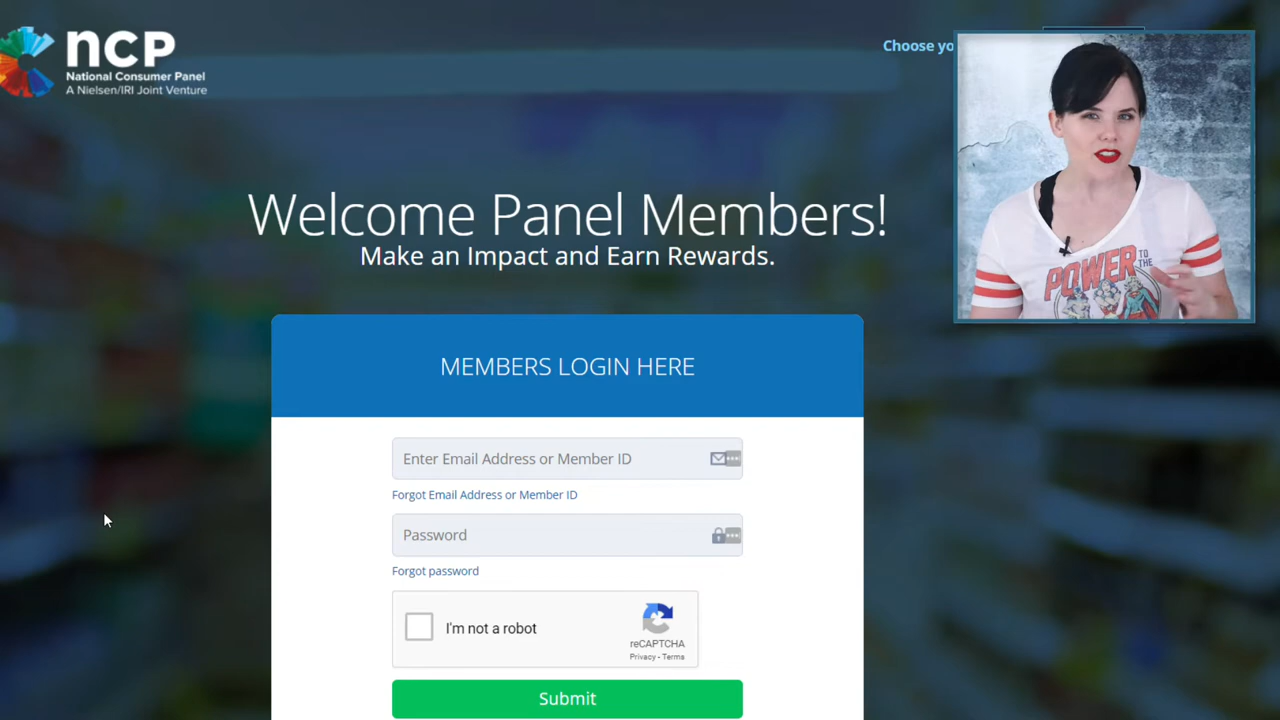 ncp
National Consumer Panel
A Nielsen/IRI Joint Venture
Choose yo
POWER
TO THE
Welcome Panel Members!
Make an Impact and Earn Rewards.
MEMBERS LOGIN HERE
Enter Email Address or Member ID
Forgot Email Address or Member ID
Password
Forgot password
I'm not a robot
reCAPTCHA
Privacy - Terms
Submit